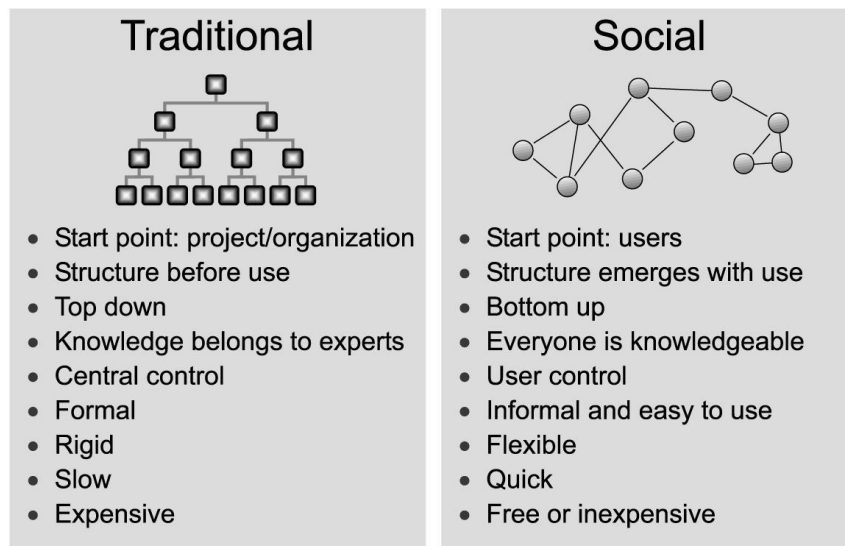 Traditional
• Start point: project/organization
• Structure before use
• Top down
• Knowledge belongs to experts
• Central control
• Formal
• Rigid
• Slow
• Expensive
Social
• Start point: users
• Structure emerges with use
• Bottom up
• Everyone is knowledgeable
• User control
• Informal and easy to use
• Flexible
• Quick
• Free or inexpensive